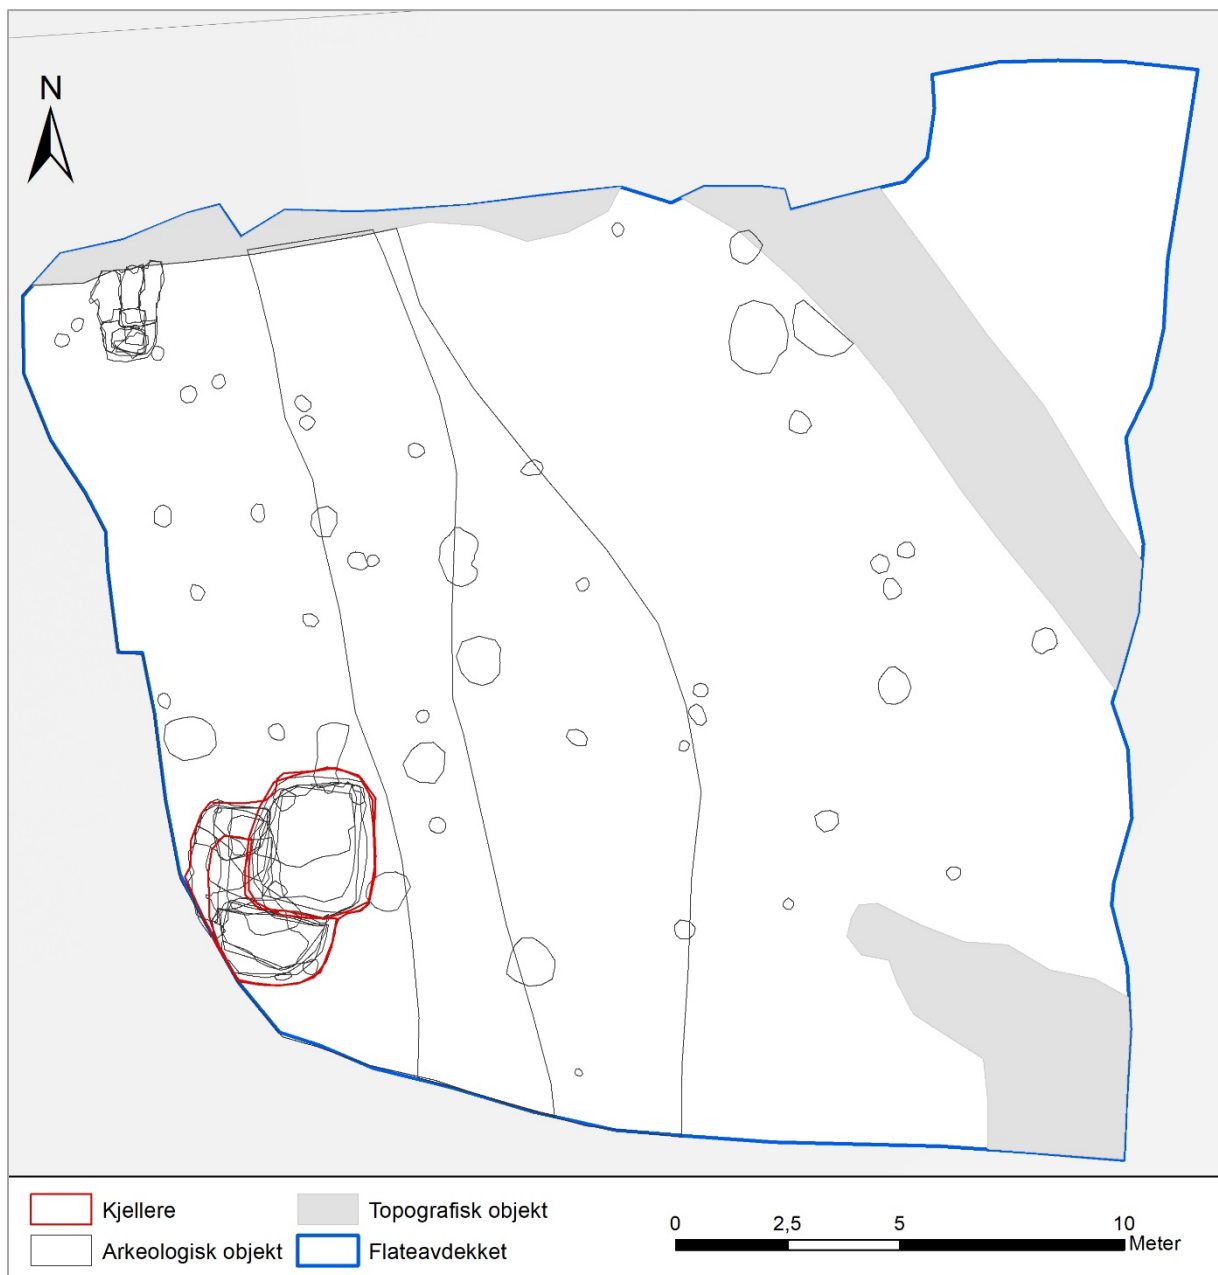 N
Kjellere
Topografisk objekt
Arkeologisk objekt
Flateavdekket
0 2,5 5 10
Meter